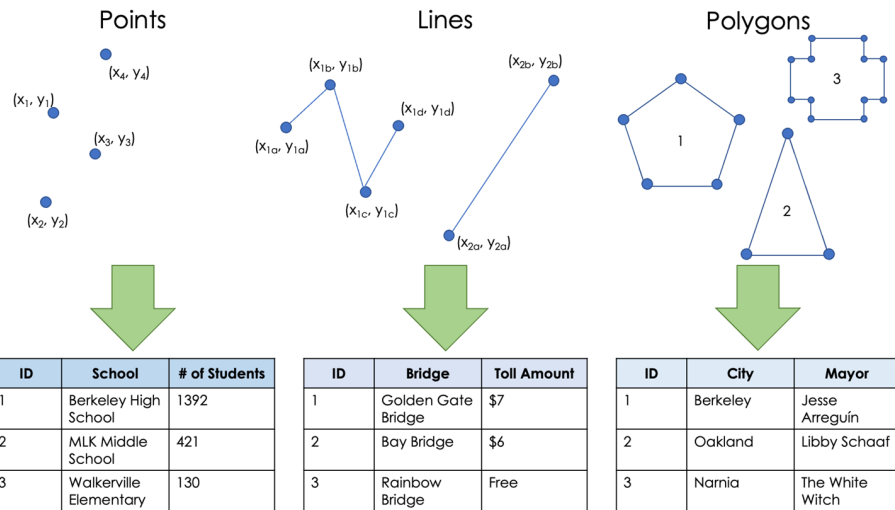 Points
Lines
Polygons
(x₄, y₄)
(x₁, y₁)
(x₃, y₃)
(x₂, y₂)
(x₁b, y₁b)
(x₁d, y₁d)
(x₁a, y₁a)
(x₁c, y₁c)
(x₂b, y₂b)
(x₂a, y₂a)
1
2
3
ID School # of Students
1 Berkeley High School 1392
2 MLK Middle School 421
3 Walkerville Elementary 130
ID Bridge Toll Amount
1 Golden Gate Bridge $7
2 Bay Bridge $6
3 Rainbow Bridge Free
ID City Mayor
1 Berkeley Jesse Arreguín
2 Oakland Libby Schaaf
3 Narnia The White Witch